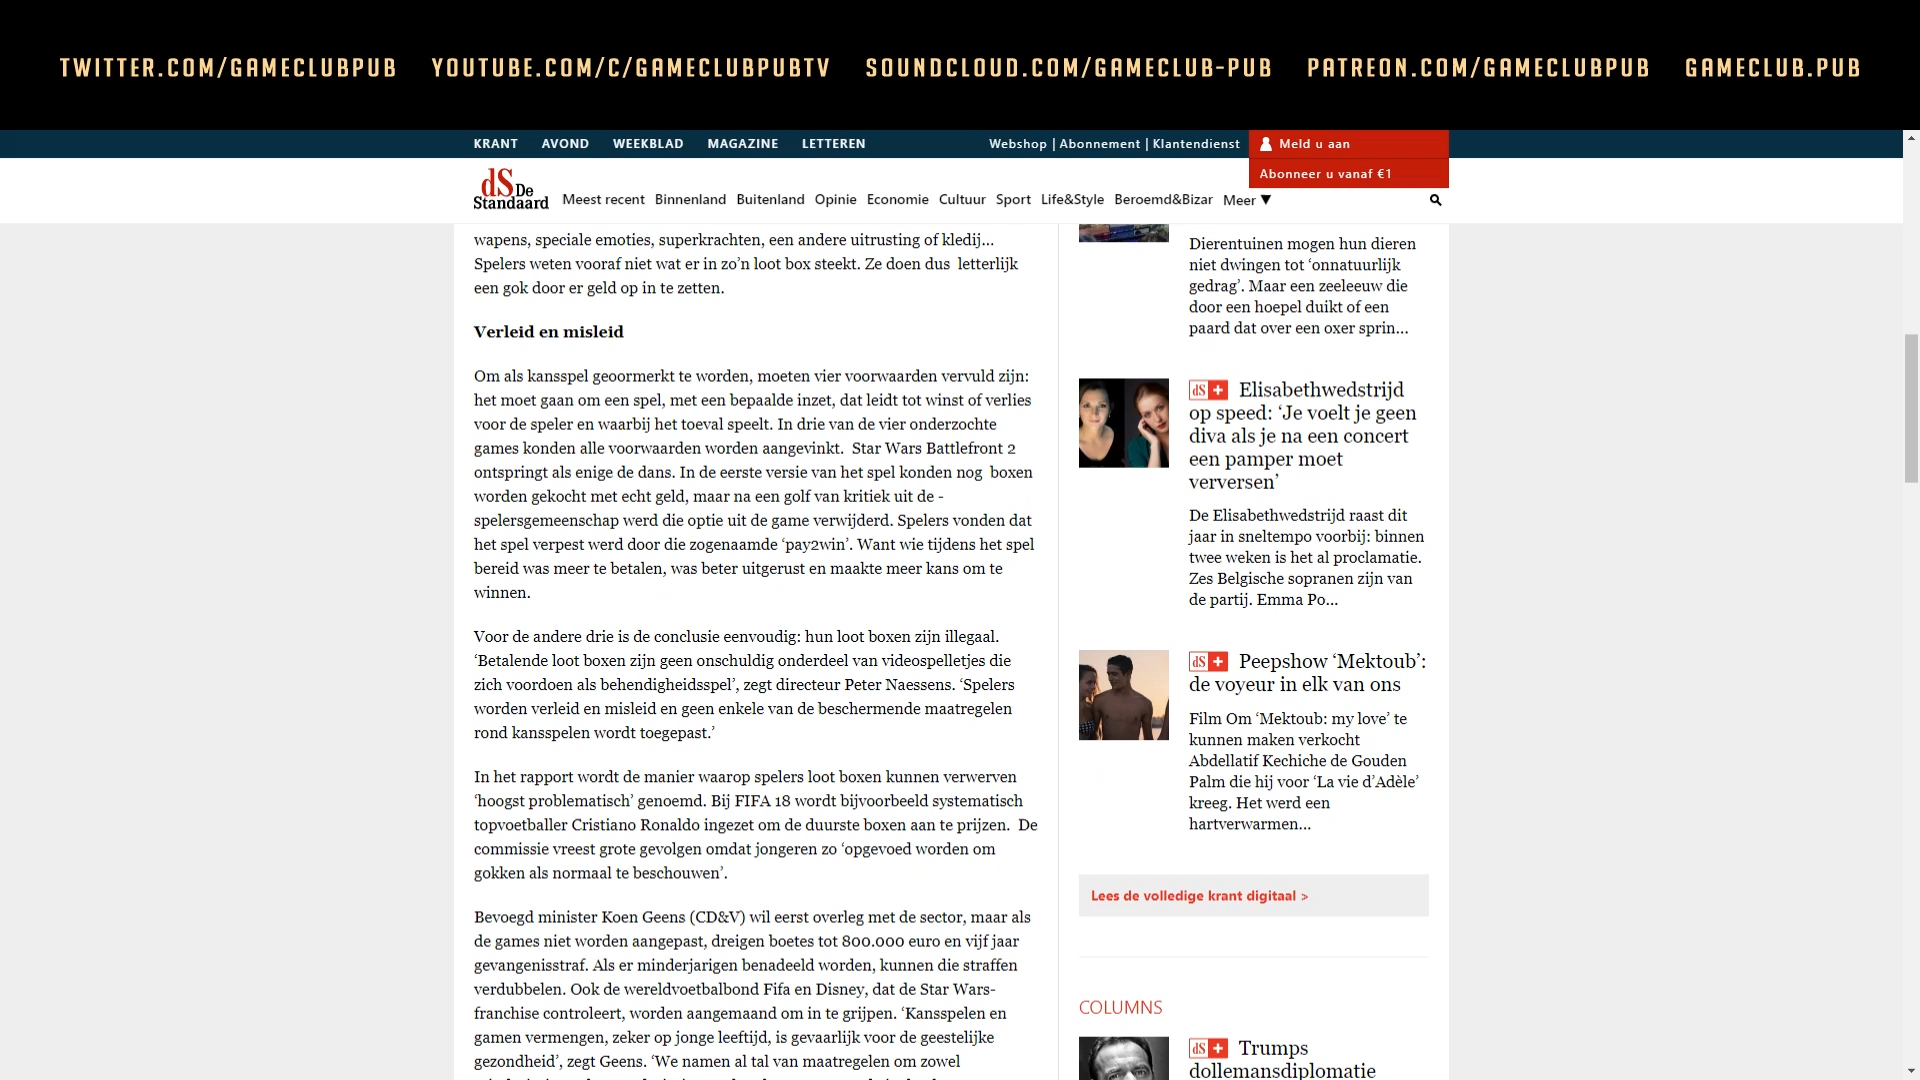 TWITTER.COM/GAMECLUBPUB YOUTUBE.COM/C/GAMECLUBPUBTV SOUNDCLOUD.COM/GAMECLUB-PUB PATREON.COM/GAMECLUBPUB GAMECLUB.PUB
KRANT AVOND WEEKBLAD MAGAZINE LETTEREN Webshop | Abonnement | Klantendienst Meld u aan
Abonneer u vanaf €1
dS De Standaard
Meest recent Binnenland Buitenland Opinie Economie Cultuur Sport Life&Style Beroemd&Bizar Meer ▼
wapens, speciale emoties, superkrachten, een andere uitrusting of kledij…
Spelers weten vooraf niet wat er in zo’n loot box steekt. Ze doen dus letterlijk
een gok door er geld op in te zetten.
Verleid en misleid
Om als kansspel geoormerkt te worden, moeten vier voorwaarden vervuld zijn:
het moet gaan om een spel, met een bepaalde inzet, dat leidt tot winst of verlies
voor de speler en waarbij het toeval speelt. In drie van de vier onderzochte
games konden alle voorwaarden worden aangevinkt. Star Wars Battlefront 2
ontspringt als enige de dans. In de eerste versie van het spel konden nog boxen
worden gekocht met echt geld, maar na een golf van kritiek uit de -
spelersgemeenschap werd die optie uit de game verwijderd. Spelers vonden dat
het spel verpest werd door die zogenaamde ‘pay2win’. Want wie tijdens het spel
bereid was meer te betalen, was beter uitgerust en maakte meer kans om te
winnen.
Voor de andere drie is de conclusie eenvoudig: hun loot boxen zijn illegaal.
‘Betalende loot boxen zijn geen onschuldig onderdeel van videospelletjes die
zich voordoen als behendigheidsspel’, zegt directeur Peter Naessens. ‘Spelers
worden verleid en misleid en geen enkele van de beschermende maatregelen
rond kansspelen wordt toegepast.’
In het rapport wordt de manier waarop spelers loot boxen kunnen verwerven
‘hoogst problematisch’ genoemd. Bij FIFA 18 wordt bijvoorbeeld systematisch
topvoetballer Cristiano Ronaldo ingezet om de duurste boxen aan te prijzen. De
commissie vreest grote gevolgen omdat jongeren zo ‘opgevoed worden om
gokken als normaal te beschouwen’.
Bevoegd minister Koen Geens (CD&V) wil eerst overleg met de sector, maar als
de games niet worden aangepast, dreigen boetes tot 800.000 euro en vijf jaar
gevangenisstraf. Als er minderjarigen benadeeld worden, kunnen die straffen
verdubbelen. Ook de wereldvoetbalbond Fifa en Disney, dat de Star Wars-
franchise controleert, worden aangemaand om in te grijpen. ‘Kansspelen en
gamen vermengen, zeker op jonge leeftijd, is gevaarlijk voor de geestelijke
gezondheid’, zegt Geens. ‘We namen al tal van maatregelen om zowel
Dierentuinen mogen hun dieren
niet dwingen tot ‘onnatuurlijk
gedrag’. Maar een zeeleeuw die
door een hoepel duikt of een
paard dat over een oxer sprin...
dS + Elisabethwedstrijd
op speed: ‘Je voelt je geen
diva als je na een concert
een pamper moet
verversen’
De Elisabethwedstrijd raast dit
jaar in sneltempo voorbij: binnen
twee weken is het al proclamatie.
Zes Belgische sopranen zijn van
de partij. Emma Po...
dS + Peepshow ‘Mektoub’:
de voyeur in elk van ons
Film Om ‘Mektoub: my love’ te
kunnen maken verkocht
Abdellatif Kechiche de Gouden
Palm die hij voor ‘La vie d’Adèle’
kreeg. Het werd een
hartverwarmen...
Lees de volledige krant digitaal >
COLUMNS
dS + Trumps
dollemansdiplomatie